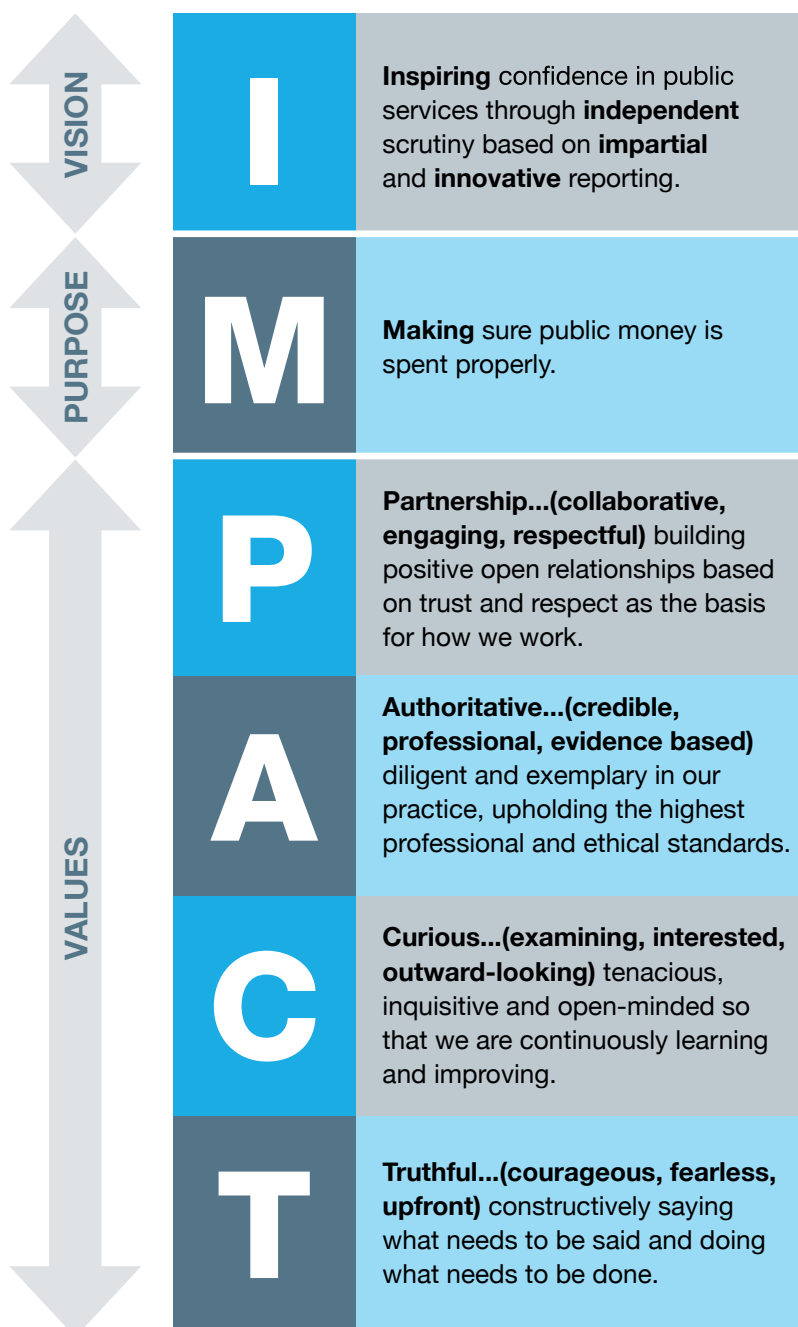 VISION
I
Inspiring confidence in public
services through independent
scrutiny based on impartial
and innovative reporting.
PURPOSE
M
Making sure public money is
spent properly.
VALUES
P
Partnership...(collaborative,
engaging, respectful) building
positive open relationships based
on trust and respect as the basis
for how we work.
A
Authoritative...(credible,
professional, evidence based)
diligent and exemplary in our
practice, upholding the highest
professional and ethical standards.
C
Curious...(examining, interested,
outward-looking) tenacious,
inquisitive and open-minded so
that we are continuously learning
and improving.
T
Truthful...(courageous, fearless,
upfront) constructively saying
what needs to be said and doing
what needs to be done.